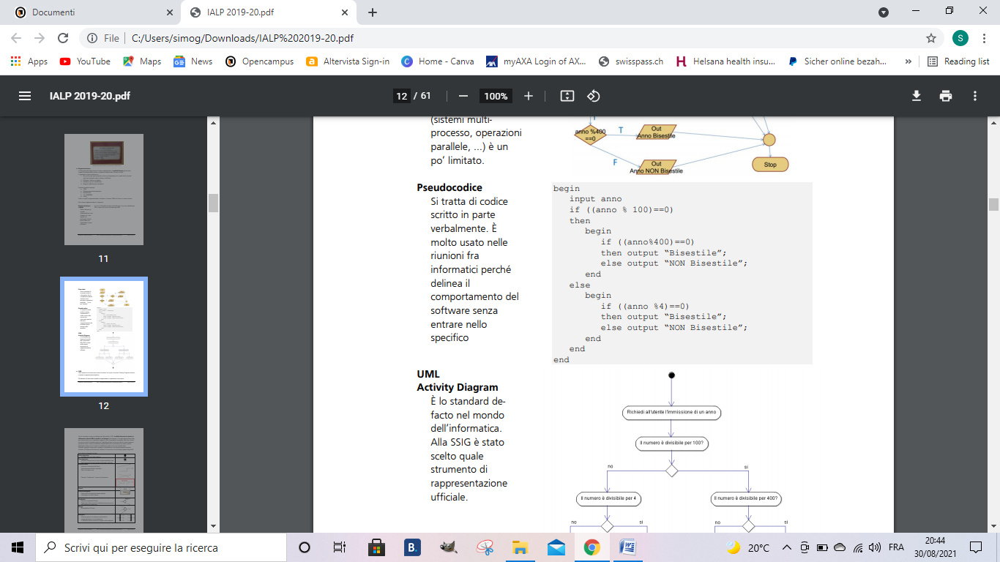 Documenti
IALP 2019-20.pdf
File C:/Users/simog/Downloads/IALP%202019-20.pdf
S
Apps YouTube Maps News Opencampus Altervista Sign-in Home - Canva myAXA Login of AX... swisspass.ch Helsana health insu... Sicher online bezah... » Reading list
IALP 2019-20.pdf 12 / 61 100%
11
12
(sistemi multi-
processo, operazioni
parallele, ...) è un
po' limitato.
anno %400
==0
T
F
Out
Anno Bisestile
Out
Anno NON Bisestile
Stop
Pseudocodice
Si tratta di codice
scritto in parte
verbalmente. È
molto usato nelle
riunioni fra
informatici perché
delinea il
comportamento del
software senza
entrare nello
specifico
begin
input anno
if ((anno % 100)==0)
then
begin
if ((anno%400)==0)
then output “Bisestile”;
else output “NON Bisestile”;
end
else
begin
if ((anno %4)==0)
then output “Bisestile”;
else output “NON Bisestile”;
end
end
end
UML
Activity Diagram
È lo standard de-
facto nel mondo
dell'informatica.
Alla SSIG è stato
scelto quale
strumento di
rappresentazione
ufficiale.
Richiedi all'utente l'immissione di un anno
Il numero è divisibile per 100?
no si
Il numero è divisibile per 4
Il numero è divisibile per 400?
no si no si
Scrivi qui per eseguire la ricerca
B.
20°C
FRA
20:44
30/08/2021